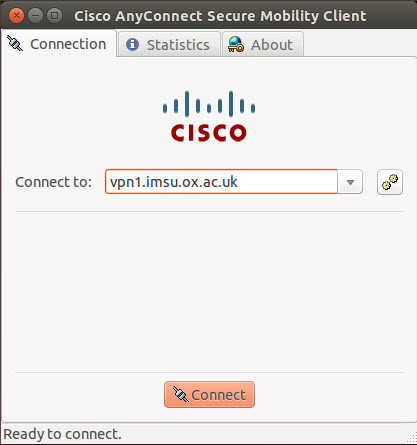 Cisco AnyConnect Secure Mobility Client
Connection
Statistics
About
CISCO
Connect to:
vpn1.imsu.ox.ac.uk
Connect
Ready to connect.